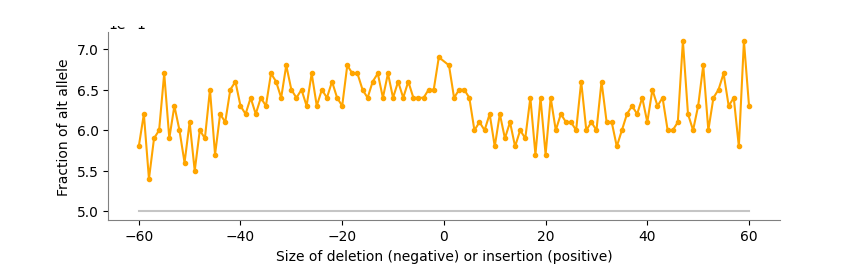 7.0
6.5
6.0
5.5
5.0
Fraction of alt allele
−60 −40 −20 0 20 40 60
Size of deletion (negative) or insertion (positive)